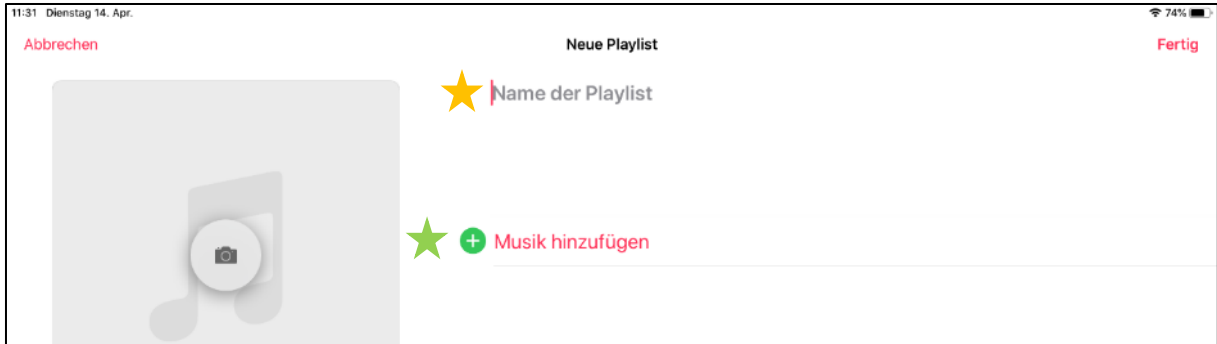 11:31 Dienstag 14. Apr. 74%
Abbrechen Neue Playlist Fertig
Name der Playlist
Musik hinzufügen